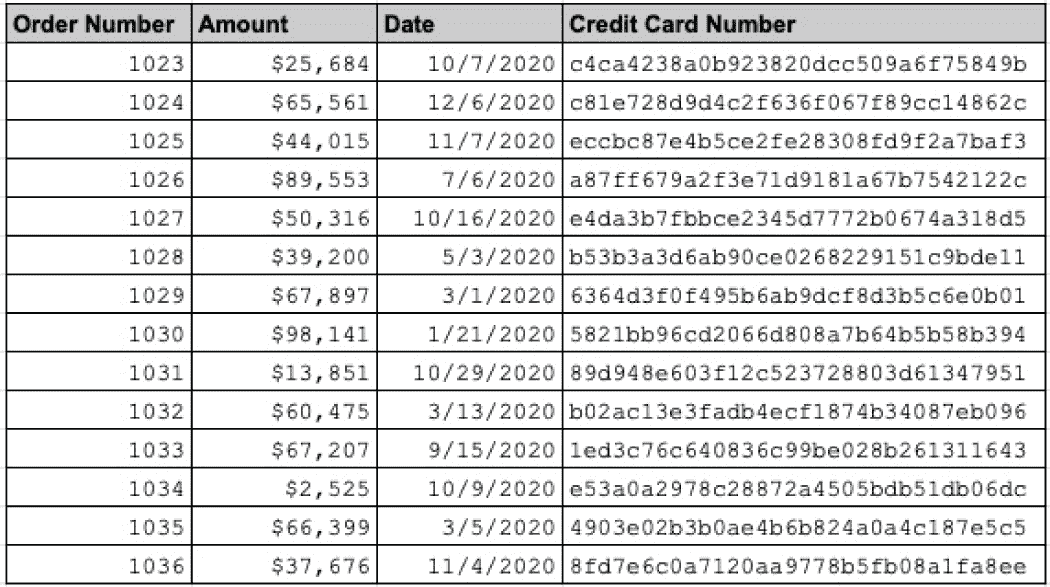 Order Number Amount Date Credit Card Number
1023 $25,684 10/7/2020 c4ca4238a0b923820dcc509a6f75849b
1024 $65,561 12/6/2020 c81e728d9d4c2f636f067f89cc14862c
1025 $44,015 11/7/2020 eccbc87e4b5ce2fe28308fd9f2a7baf3
1026 $89,553 7/6/2020 a87ff679a2f3e71d9181a67b7542122c
1027 $50,316 10/16/2020 e4da3b7fbbce2345d7772b0674a318d5
1028 $39,200 5/3/2020 b53b3a3d6ab90ce0268229151c9bde11
1029 $67,897 3/1/2020 6364d3f0f495b6ab9dcf8d3b5c6e0b01
1030 $98,141 1/21/2020 5821bb96cd2066d808a7b64b5b58b394
1031 $13,851 10/29/2020 89d948e603f12c523728803d61347951
1032 $60,475 3/13/2020 b02ac13e3fadb4ecf1874b34087eb096
1033 $67,207 9/15/2020 1ed3c76c640836c99be028b261311643
1034 $2,525 10/9/2020 e53a0a2978c28872a4505bdb51db06dc
1035 $66,399 3/5/2020 4903e02b3b0ae4b6b824a0a4c187e5c5
1036 $37,676 11/4/2020 8fd7e6c0a7120aa9778b5fb08a1fa8ee